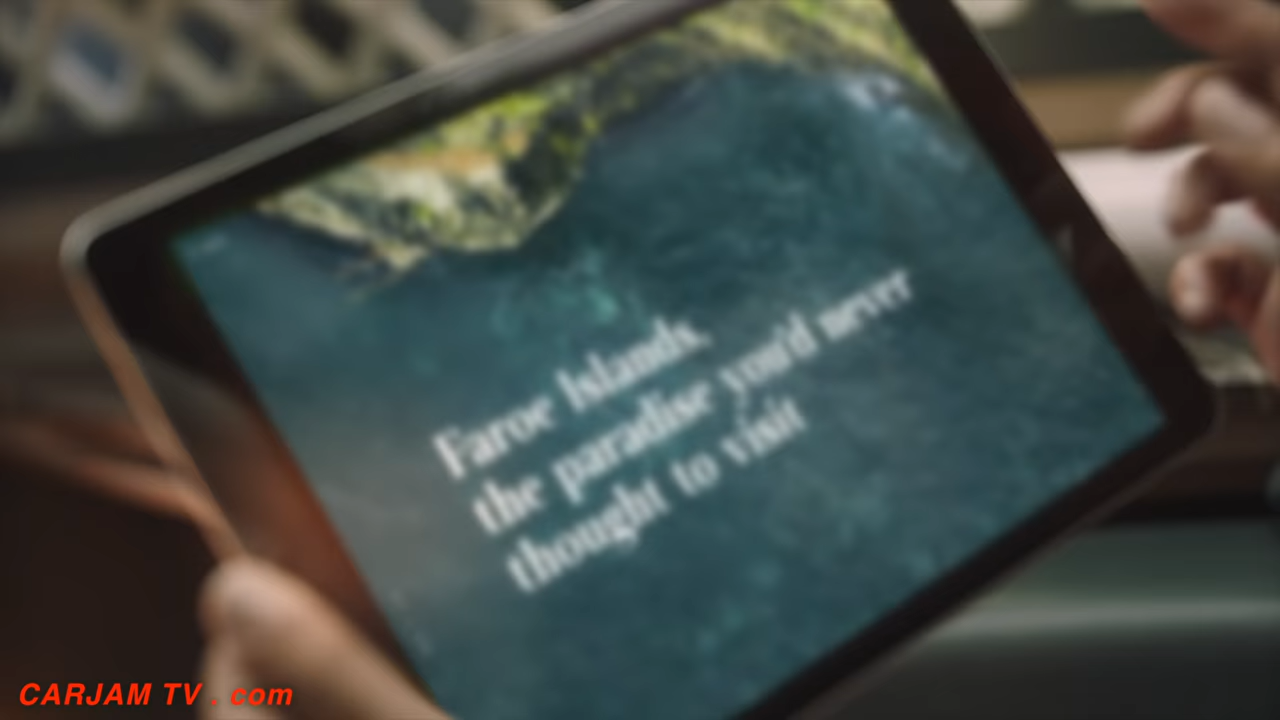 Faroe Islands,
the paradise you'd never
thought to visit
CARJAM TV . com